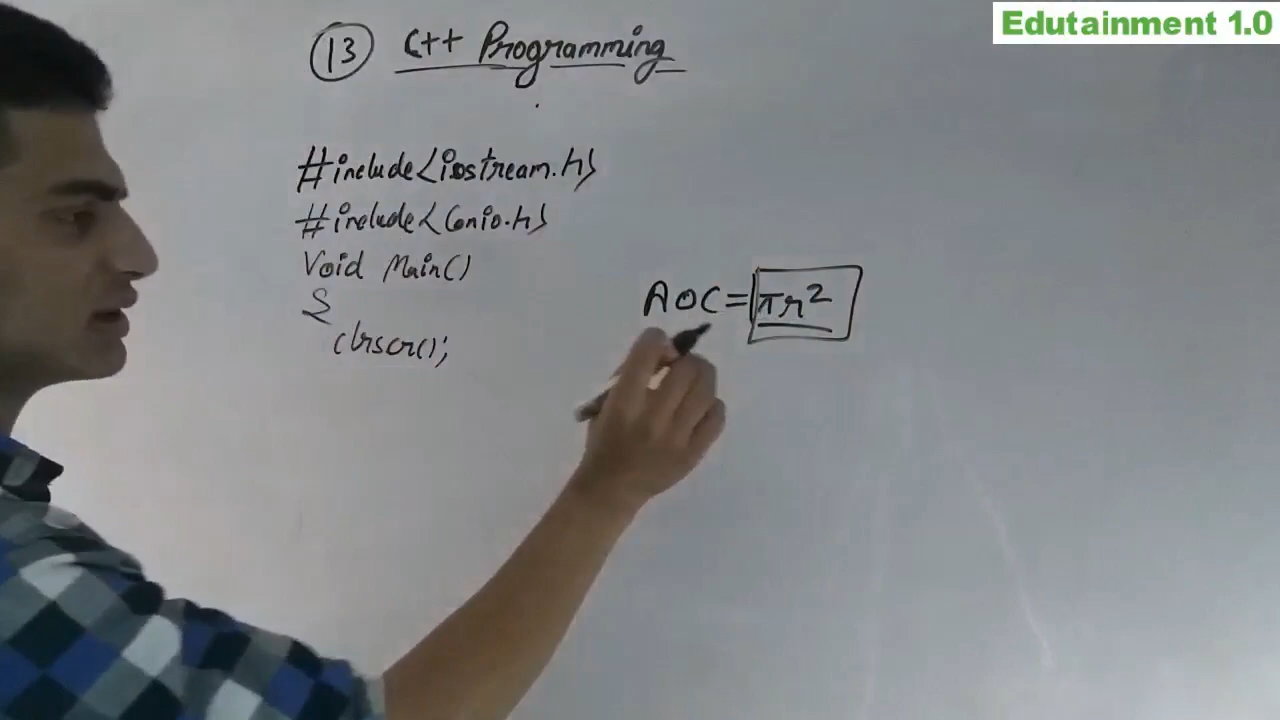 Edutainment 1.0
13 C++ Programming
#include<iostream.h>
#include<Conio.h>
Void Main()
{
clrscr();
AOC=πr²